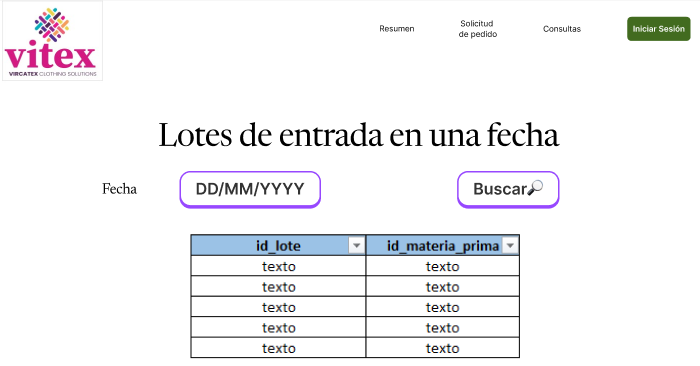 vitex
VIRCATEX CLOTHING SOLUTIONS
Resumen
Solicitud
de pedido
Consultas
Iniciar Sesión
Lotes de entrada en una fecha
Fecha
DD/MM/YYYY
Buscar
id_lote id_materia_prima
texto texto
texto texto
texto texto
texto texto
texto texto